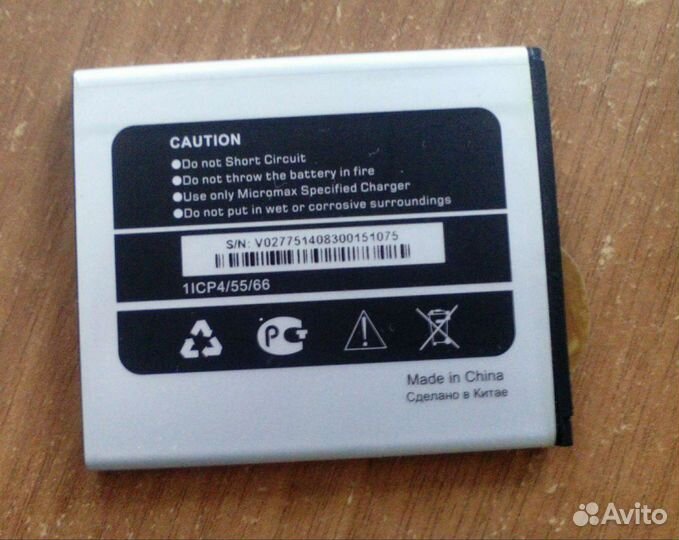 CAUTION
●Do not Short Circuit
●Do not throw the battery in fire
●Use only Micromax Specified Charger
●Do not put in wet or corrosive surroundings
S/N: V027751408300151075
1ICP4/55/66
Made in China
Сделано в Китае
Avito